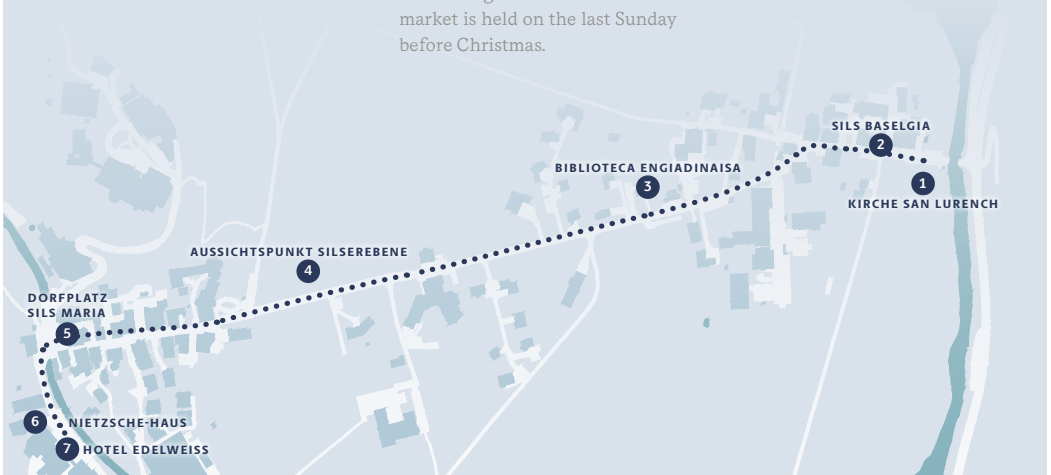 market is held on the last Sunday
before Christmas.
SILS BASELGIA
2
BIBLIOTECA ENGIADINAISA
3
1
KIRCHE SAN LURENCH
AUSSICHTSPUNKT SILSEREBENE
4
DORFPLATZ
SILS MARIA
5
6 NIETZSCHE-HAUS
7 HOTEL EDELWEISS